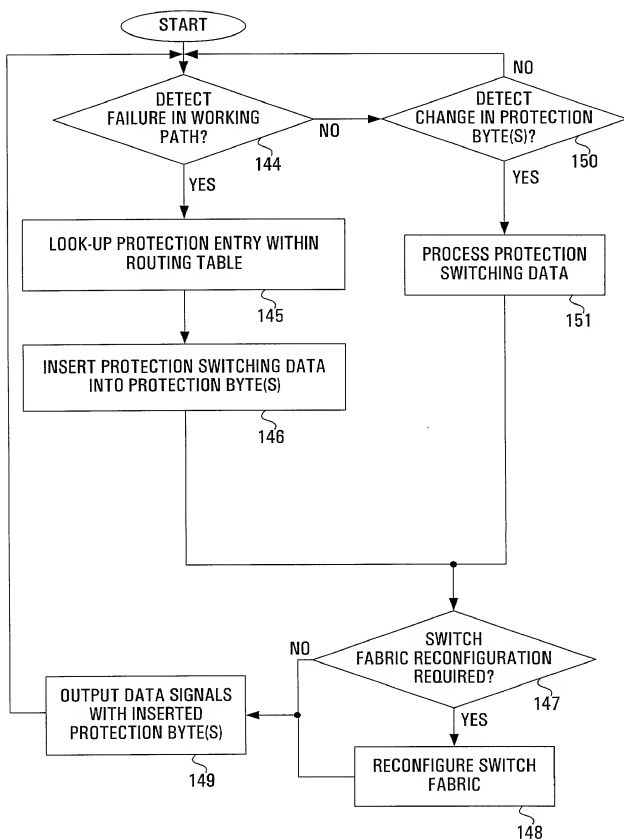 START
DETECT
FAILURE IN WORKING
PATH?
144
NO
YES
NO
DETECT
CHANGE IN PROTECTION
BYTE(S)?
150
YES
LOOK-UP PROTECTION ENTRY WITHIN
ROUTING TABLE
145
PROCESS PROTECTION
SWITCHING DATA
151
INSERT PROTECTION SWITCHING DATA
INTO PROTECTION BYTE(S)
146
NO
SWITCH
FABRIC RECONFIGURATION
REQUIRED?
147
YES
OUTPUT DATA SIGNALS
WITH INSERTED
PROTECTION BYTE(S)
149
RECONFIGURE SWITCH
FABRIC
148